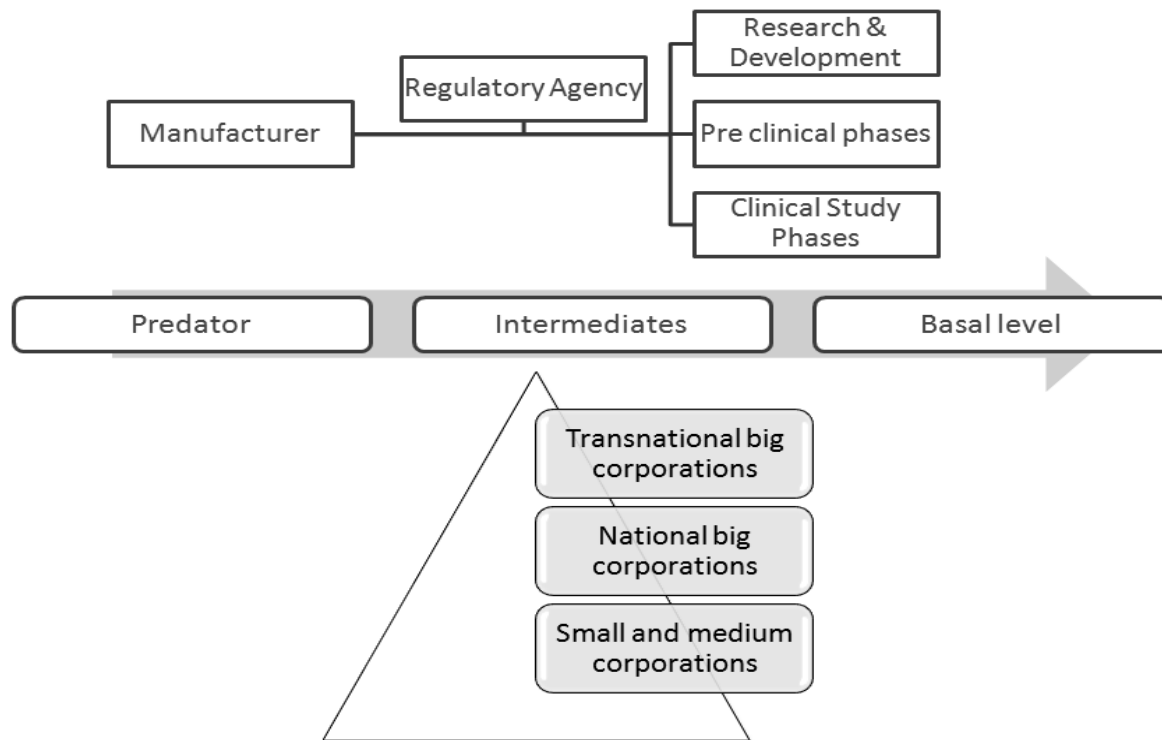 Research &
Development
Regulatory Agency
Manufacturer
Pre clinical phases
Clinical Study
Phases
Predator
Intermediates
Basal level
Transnational big
corporations
National big
corporations
Small and medium
corporations